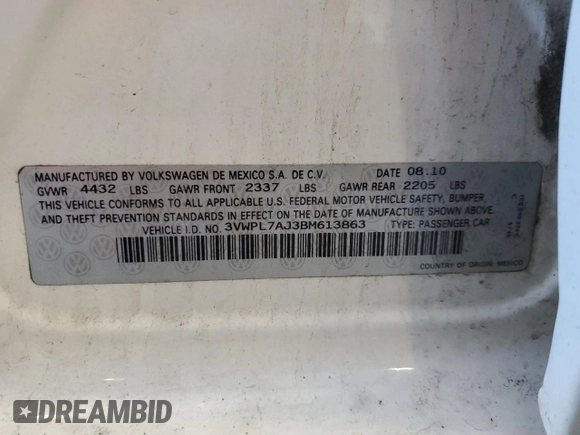 MANUFACTURED BY VOLKSWAGEN DE MEXICO S.A. DE C.V. DATE 08.10
GVWR 4432 LBS GAWR FRONT 2337 LBS GAWR REAR 2205 LBS
THIS VEHICLE CONFORMS TO ALL APPLICABLE U.S. FEDERAL MOTOR VEHICLE SAFETY, BUMPER,
AND THEFT PREVENTION STANDARDS IN EFFECT ON THE DATE OF MANUFACTURE SHOWN ABOVE.
VEHICLE I.D. NO. 3VWPL7AJ3BM613863 TYPE: PASSENGER CAR
COUNTRY OF ORIGIN: MEXICO
DREAMBID